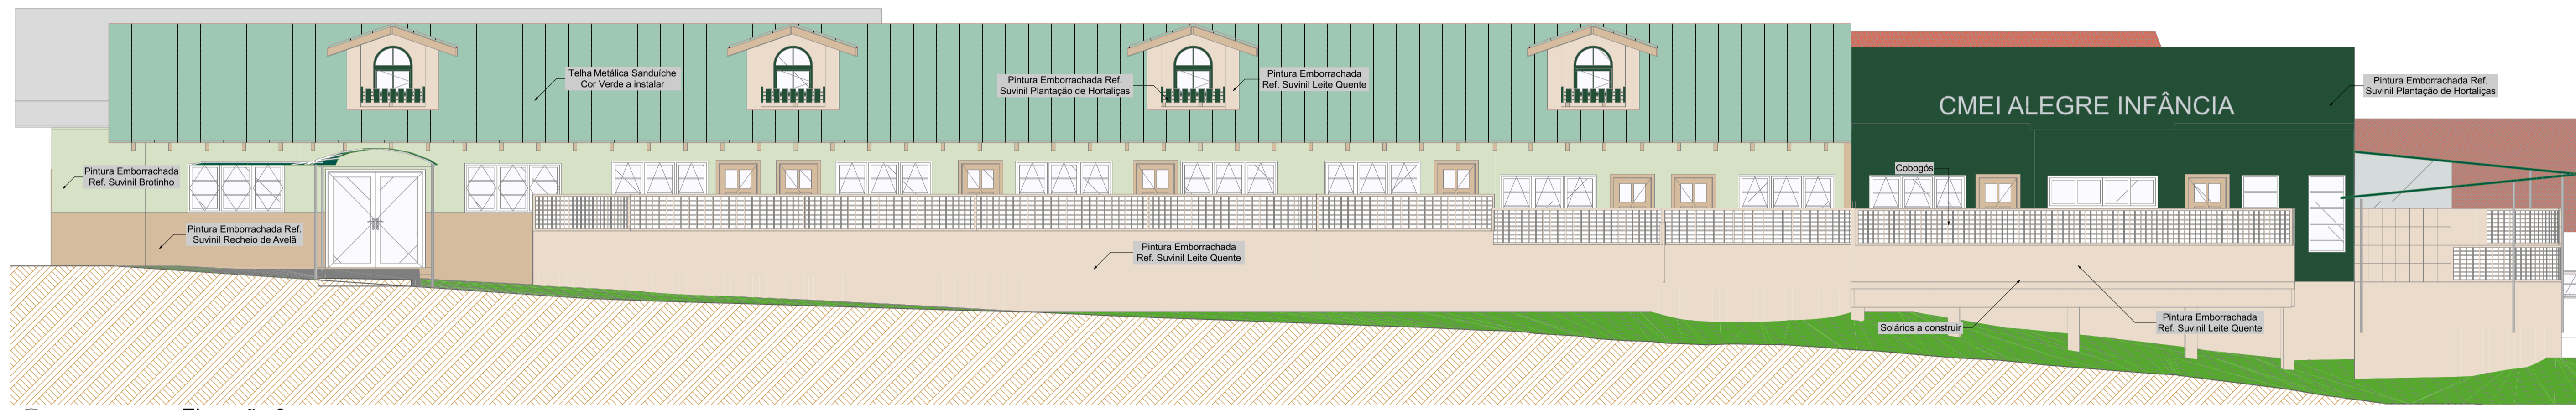 Telha Metálica Sanduíche
Cor Verde a instalar
Pintura Emborrachada Ref.
Suvinil Plantação de Hortaliças
Pintura Emborrachada
Ref. Suvinil Leite Quente
Pintura Emborrachada Ref.
Suvinil Plantação de Hortaliças
CMEI ALEGRE INFÂNCIA
Pintura Emborrachada
Ref. Suvinil Brotinho
Cobogós
Pintura Emborrachada Ref.
Suvinil Recheio de Avelã
Pintura Emborrachada
Ref. Suvinil Leite Quente
Solários a construir
Pintura Emborrachada
Ref. Suvinil Leite Quente